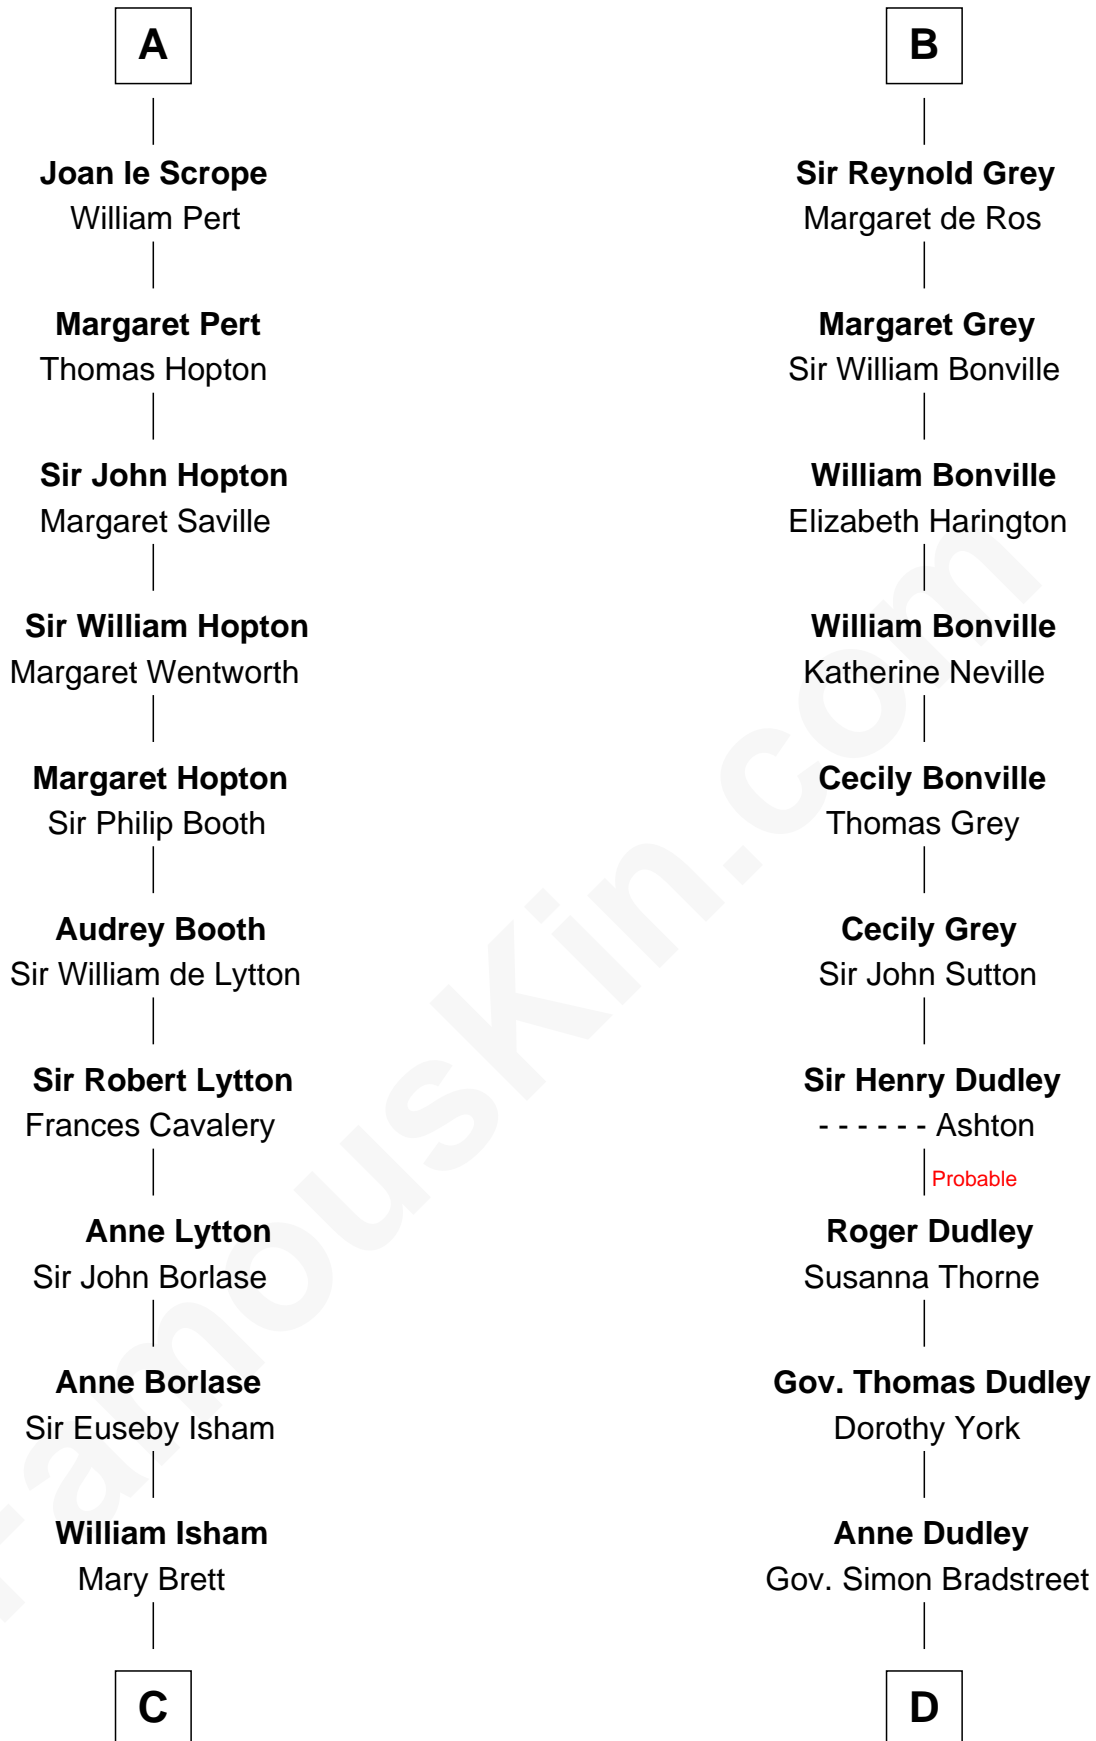 A
Joan le Scrope
William Pert
Margaret Pert
Thomas Hopton
Sir John Hopton
Margaret Saville
Sir William Hopton
Margaret Wentworth
Margaret Hopton
Sir Philip Booth
Audrey Booth
Sir William de Lytton
Sir Robert Lytton
Frances Cavalery
Anne Lytton
Sir John Borlase
Anne Borlase
Sir Euseby Isham
William Isham
Mary Brett
C
B
Sir Reynold Grey
Margaret de Ros
Margaret Grey
Sir William Bonville
William Bonville
Elizabeth Harington
William Bonville
Katherine Neville
Cecily Bonville
Thomas Grey
Cecily Grey
Sir John Sutton
Sir Henry Dudley
- - - - - - Ashton
Probable
Roger Dudley
Susanna Thorne
Gov. Thomas Dudley
Dorothy York
Anne Dudley
Gov. Simon Bradstreet
D
FamousKin.com